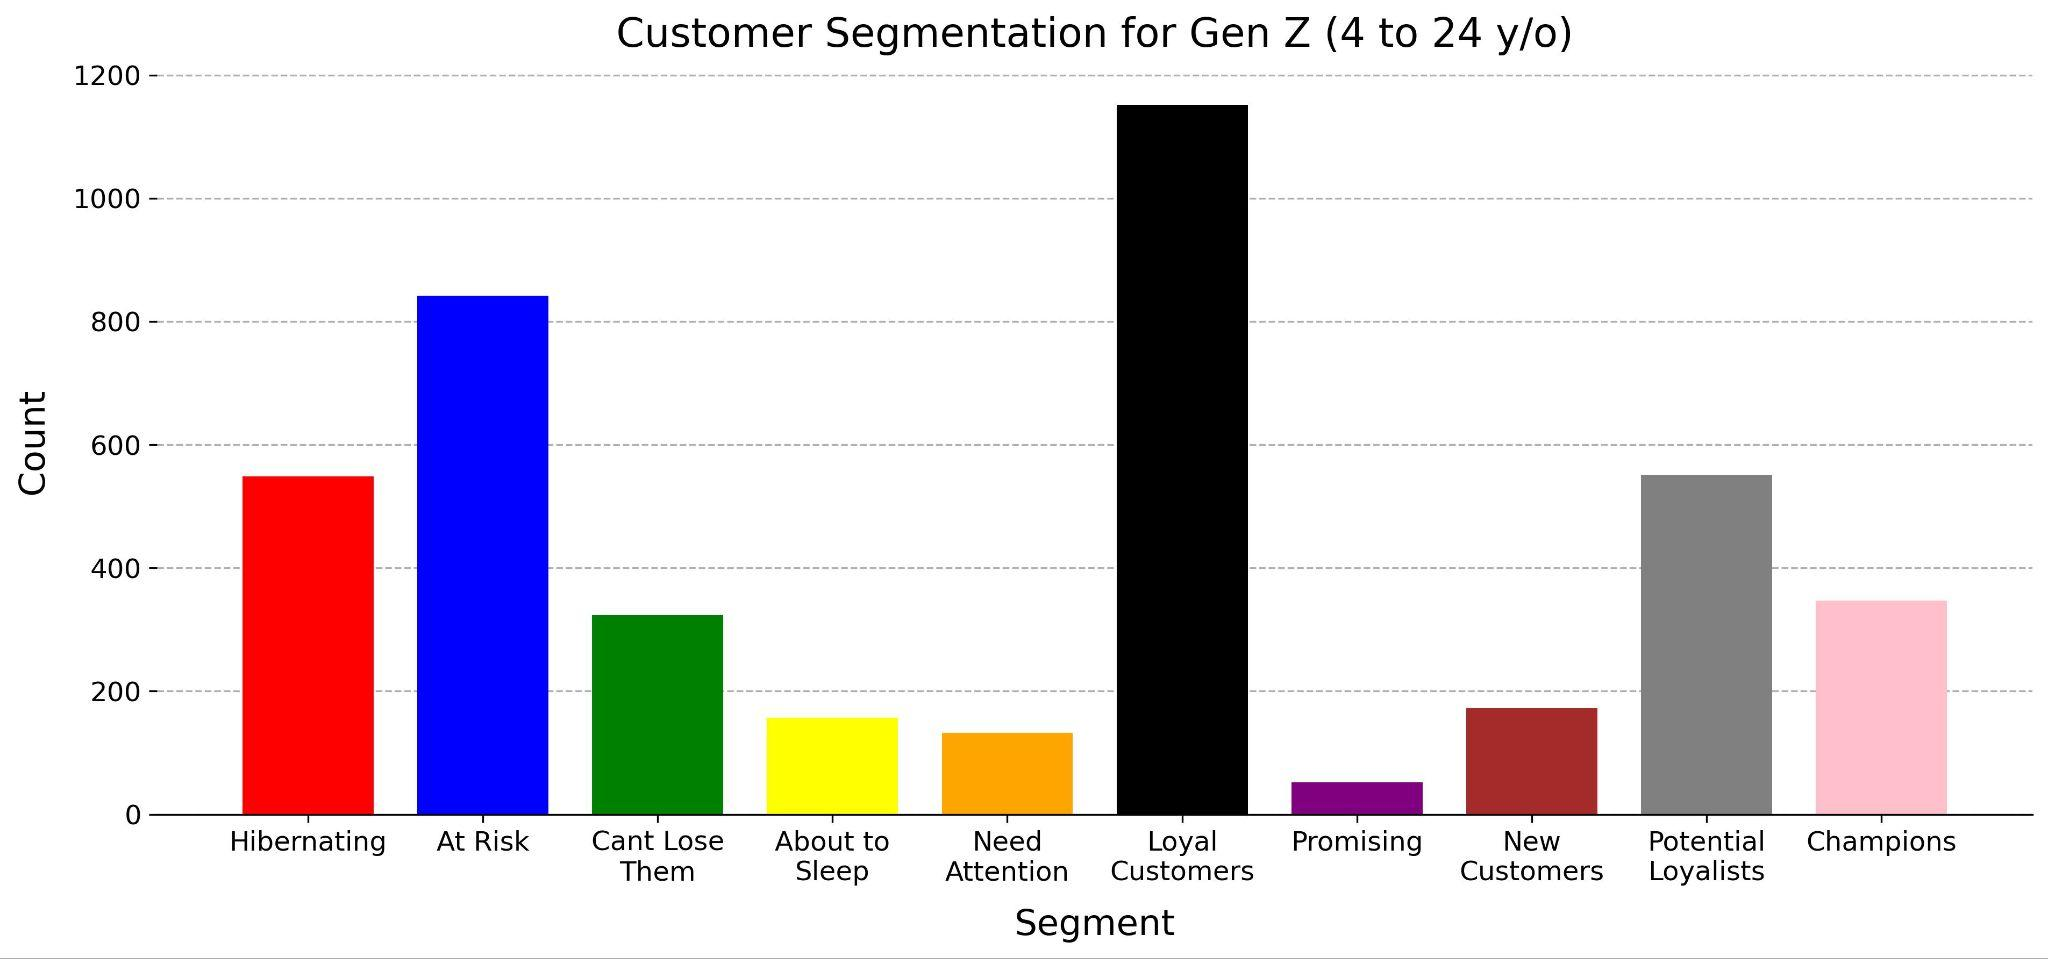 Customer Segmentation for Gen Z (4 to 24 y/o)
1200
1000
800
600
400
200
0
Count
Hibernating
At Risk
Cant Lose
Them
About to
Sleep
Need
Attention
Loyal
Customers
Promising
New
Customers
Potential
Loyalists
Champions
Segment